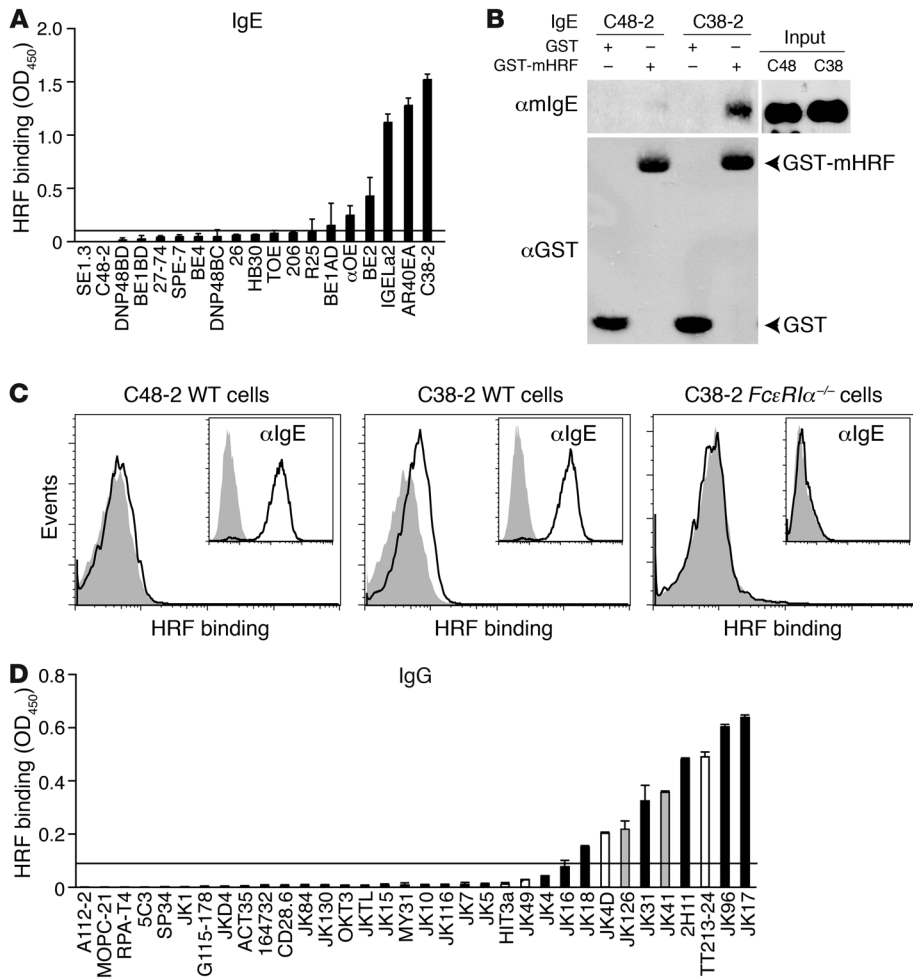 A
IgE
HRF binding (OD450)
2.0
1.5
1.0
0.5
0
SE1.3
C48-2
DNP48BD
BE1BD
27-74
SPE-7
BE4
DNP48BC
26
HB30
TOE
206
R25
BE1AD
αOE
BE2
IGELa2
AR40EA
C38-2
B
IgE C48-2 C38-2
GST + – + –
GST-mHRF – + – +
Input
C48 C38
αmIgE
αGST
GST-mHRF
GST
C
C48-2 WT cells
C38-2 WT cells
C38-2 FcεRIα−/− cells
αIgE
αIgE
αIgE
Events
HRF binding
HRF binding
HRF binding
D
IgG
HRF binding (OD450)
0.8
0.6
0.4
0.2
0
A112-2
MOPC-21
RPA-T4
5C3
SP34
JK1
G115-178
JKD4
ACT35
164732
CD28.6
JK84
JK130
OKT3
JKTL
JK15
MY31
JK10
JK116
JK7
JK5
HIT3a
JK49
JK4
JK16
JK18
JK4D
JK126
JK31
JK41
2H11
TT213-24
JK96
JK17